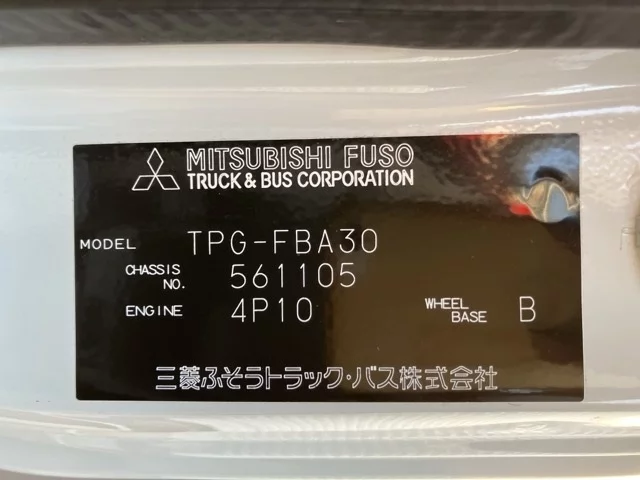 MITSUBISHI FUSO
TRUCK & BUS CORPORATION
MODEL TPG-FBA30
CHASSIS NO. 561105
ENGINE 4P10 WHEEL BASE B
三菱ふそうトラック・バス株式会社